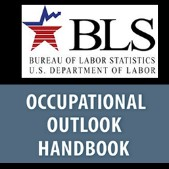 BLS
BUREAU OF LABOR STATISTICS
U.S. DEPARTMENT OF LABOR
OCCUPATIONAL
OUTLOOK
HANDBOOK